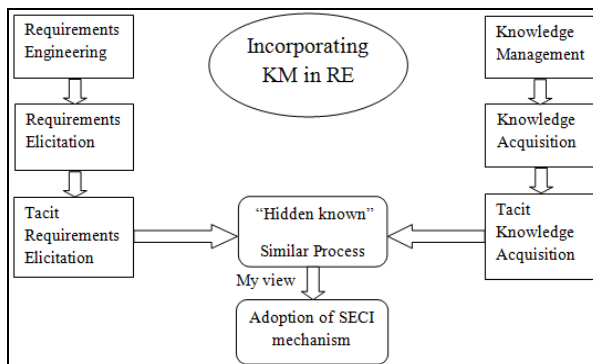 Requirements
Engineering
Incorporating
KM in RE
Knowledge
Management
Requirements
Elicitation
Knowledge
Acquisition
Tacit
Requirements
Elicitation
“Hidden known”
Similar Process
Tacit
Knowledge
Acquisition
My view
Adoption of SECI
mechanism